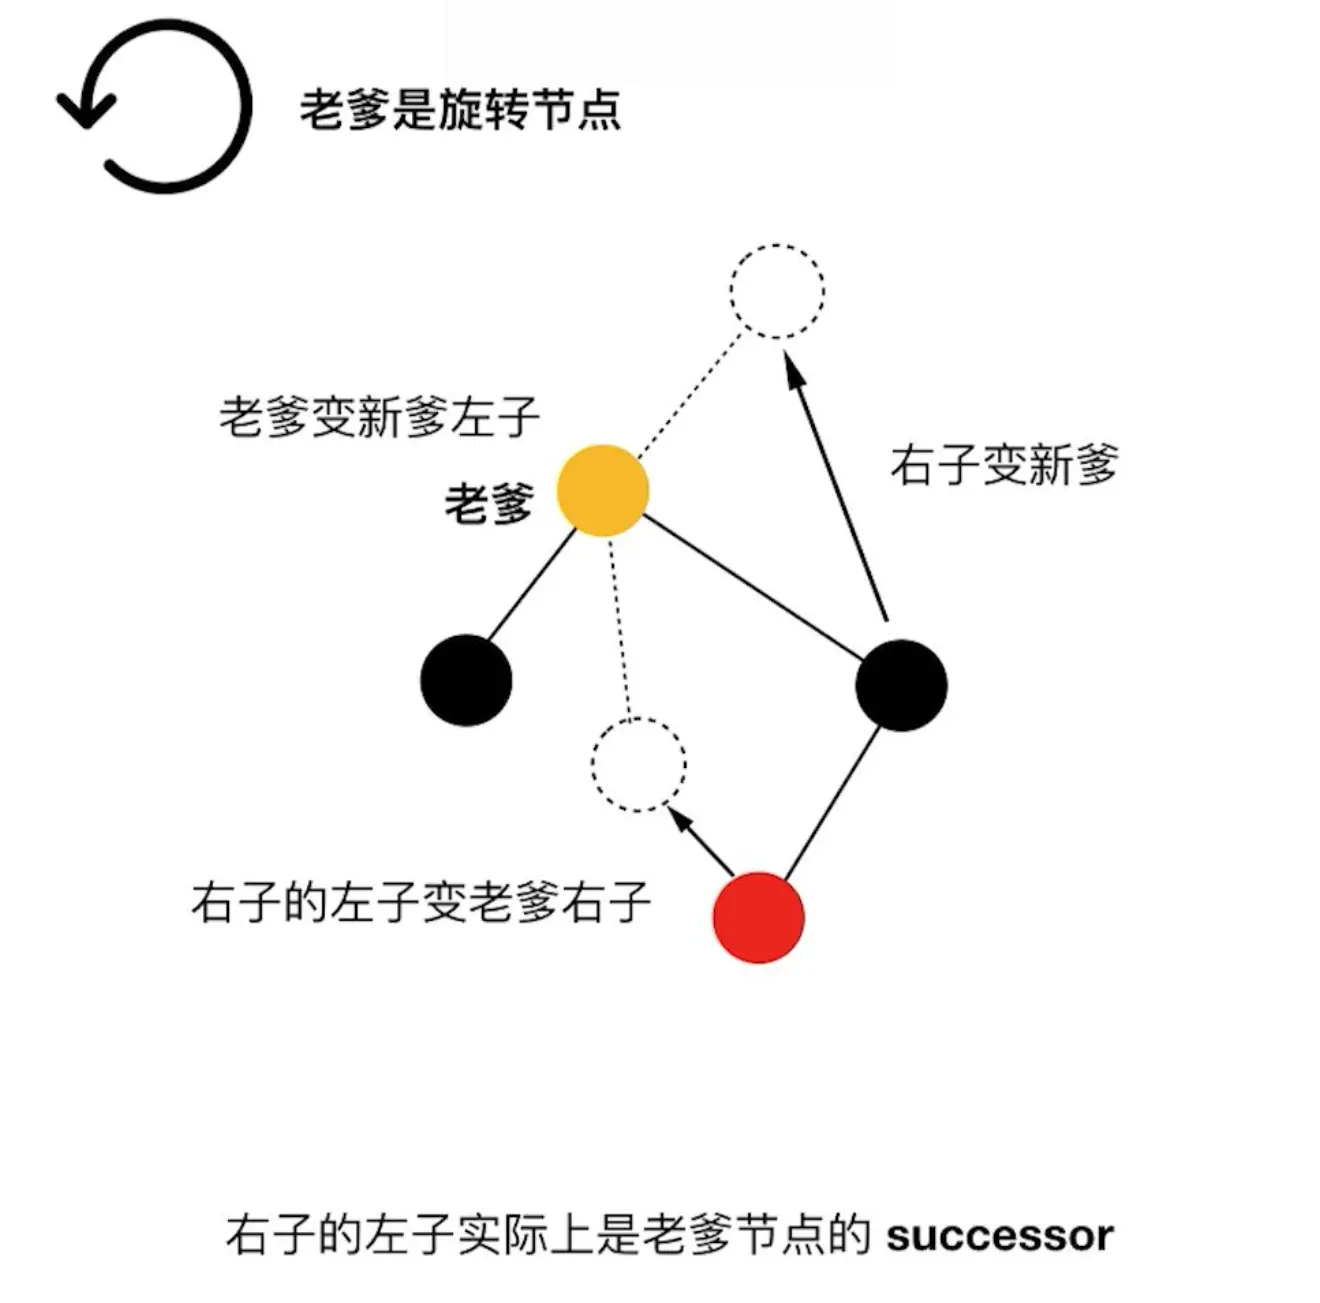 老爹是旋转节点
老爹变新爹左子
老爹
右子变新爹
右子的左子变老爹右子
右子的左子实际上是老爹节点的 successor